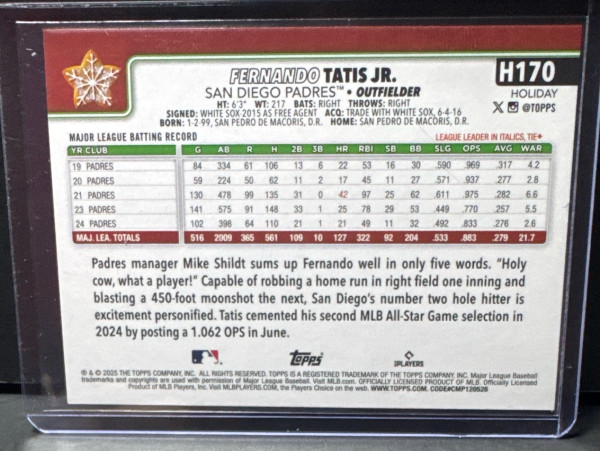 FERNANDO TATIS JR.
H170
SAN DIEGO PADRES™ • OUTFIELDER
HOLIDAY
HT: 6'3" WT: 217 BATS: RIGHT THROWS: RIGHT
@TOPPS
SIGNED: WHITE SOX 2015 AS FREE AGENT ACQ: TRADE WITH WHITE SOX, 6-4-16
BORN: 1-2-99, SAN PEDRO DE MACORIS, D.R. HOME: SAN PEDRO DE MACORIS, D.R.
MAJOR LEAGUE BATTING RECORD LEAGUE LEADER IN ITALICS, TIE+
YR CLUB G AB R H 2B 3B HR RBI SB BB SLG OPS AVG WAR
19 PADRES 84 334 61 106 13 6 22 53 16 30 .590 .969 .317 4.2
20 PADRES 59 224 50 62 11 2 17 45 11 27 .571 .937 .277 2.8
21 PADRES 130 478 99 135 31 0 42 97 25 62 .611 .975 .282 6.6
23 PADRES 141 575 91 148 33 1 25 78 29 53 .449 .770 .257 5.5
24 PADRES 102 398 64 110 21 1 21 49 11 32 .492 .833 .276 2.6
MAJ. LEA. TOTALS 516 2009 365 561 109 10 127 322 92 204 .533 .883 .279 21.7
Padres manager Mike Shildt sums up Fernando well in only five words. "Holy
cow, what a player!" Capable of robbing a home run in right field one inning and
blasting a 450-foot moonshot the next, San Diego's number two hole hitter is
excitement personified. Tatis cemented his second MLB All-Star Game selection in
2024 by posting a 1.062 OPS in June.
topps
PLAYERS
® & © 2025 THE TOPPS COMPANY, INC. ALL RIGHTS RESERVED. TOPPS IS A REGISTERED TRADEMARK OF THE TOPPS COMPANY, INC. Major League Baseball
trademarks and copyrights are used with permission of Major League Baseball. Visit MLB.com. OFFICIALLY LICENSED PRODUCT OF MLB. Officially Licensed
Product of MLB Players, Inc. Visit MLBPLAYERS.COM, the Players Choice on the web. WWW.TOPPS.COM. CODE#CMP120526